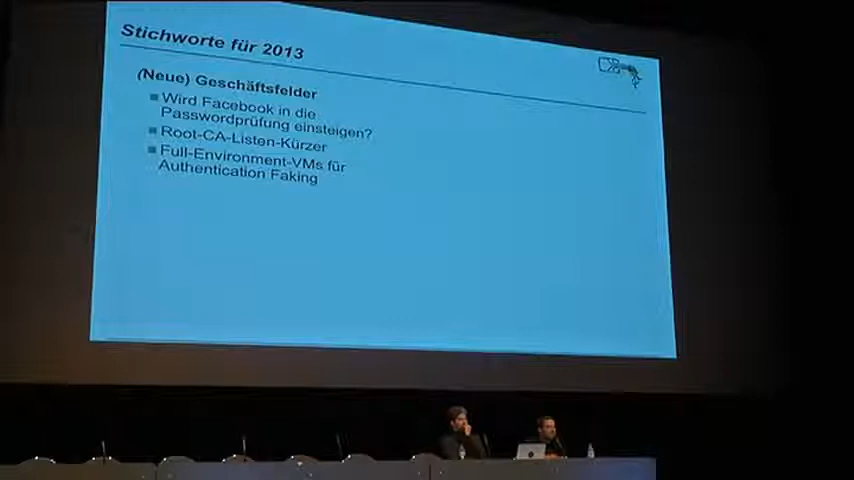 Stichworte für 2013
(Neue) Geschäftsfelder
Wird Facebook in die
Passwordprüfung einsteigen?
Root-CA-Listen-Kürzer
Full-Environment-VMs für
Authentication Faking